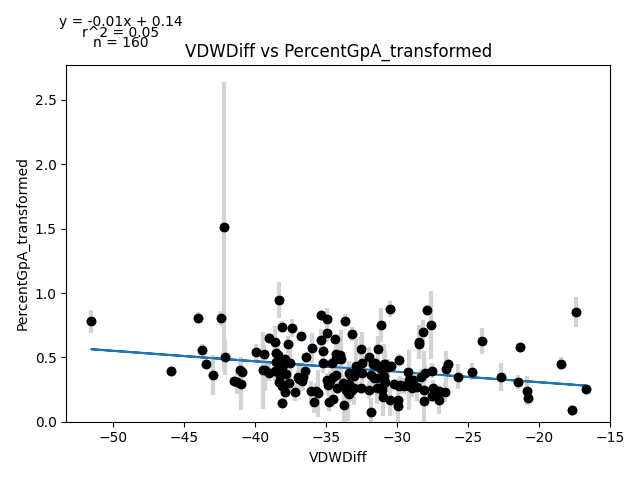 y = -0.01x + 0.14
r^2 = 0.05
n = 160
VDWDiff vs PercentGpA_transformed
PercentGpA_transformed
2.5
2.0
1.5
1.0
0.5
0.0
−50 −45 −40 −35 −30 −25 −20 −15
VDWDiff